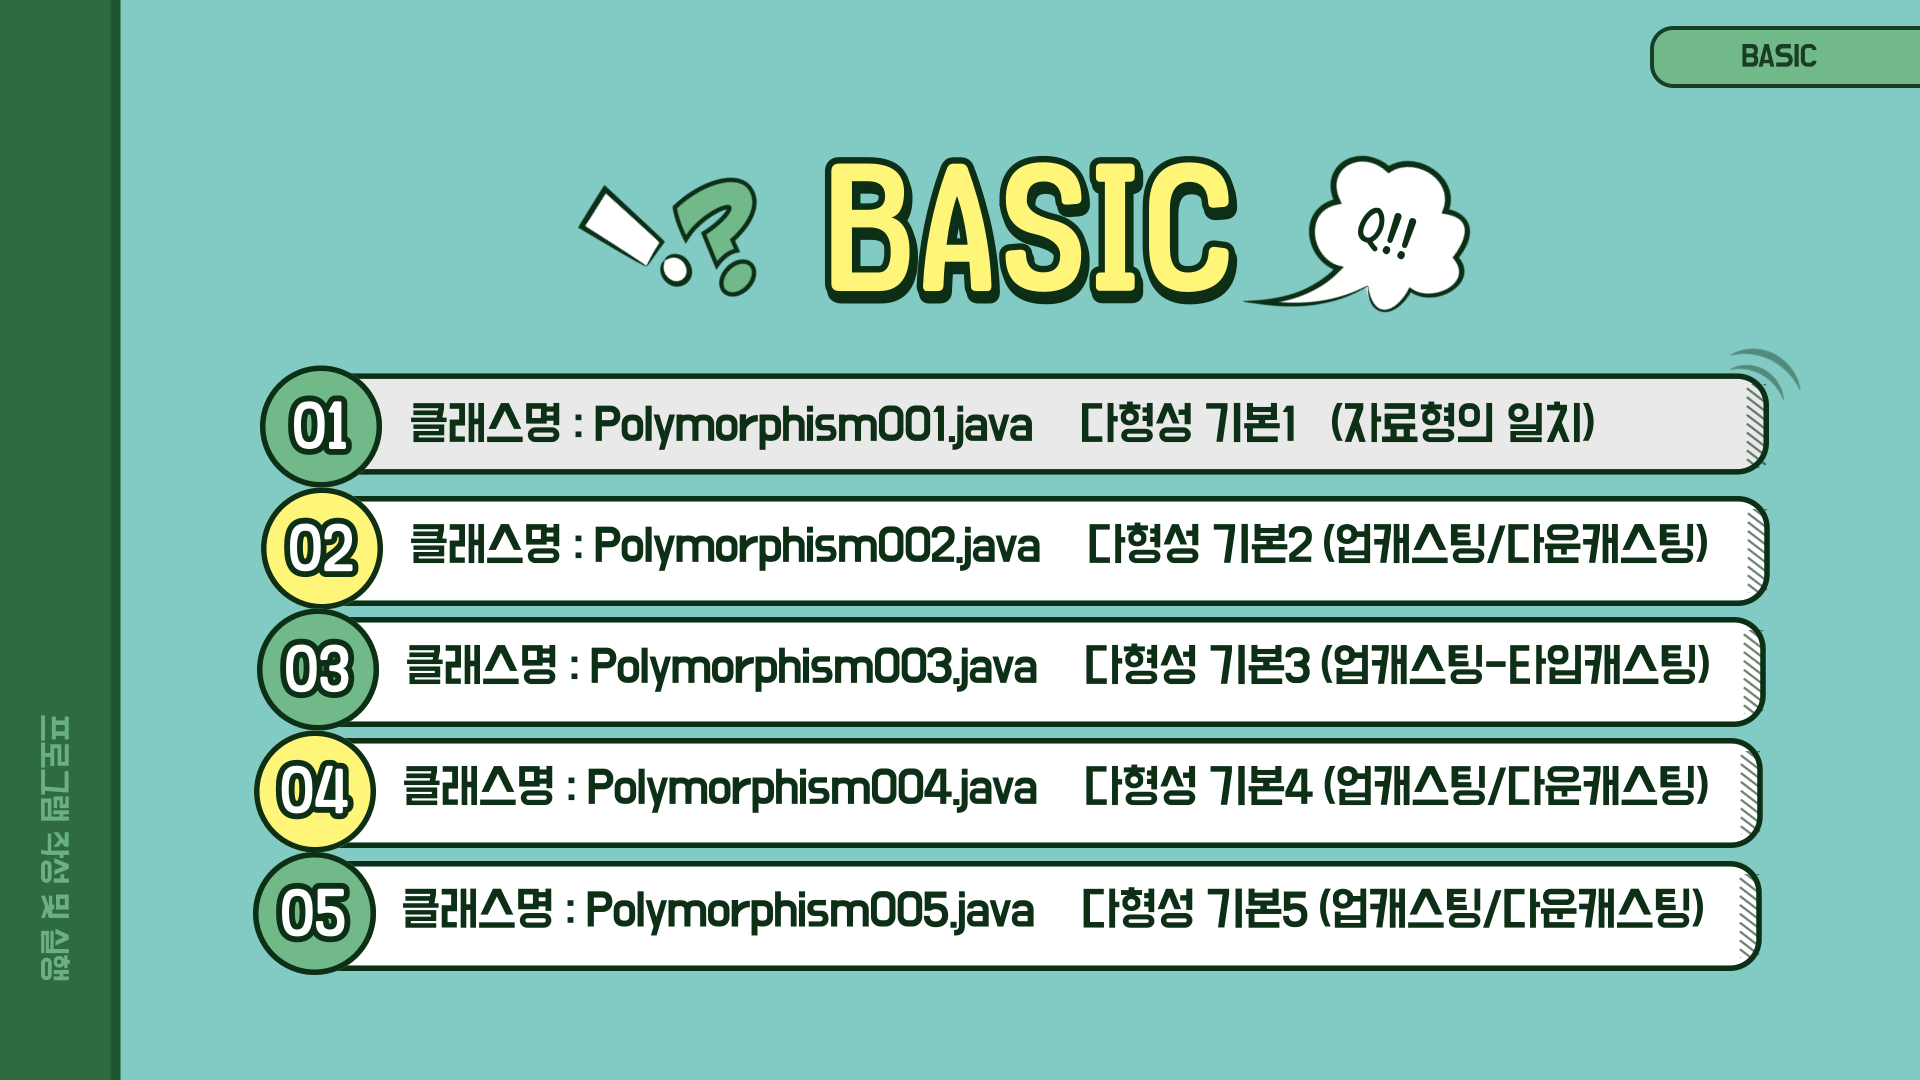 BASIC
BASIC
Q!!
01 클래스명 : Polymorphism001.java 다형성 기본1 (자료형의 일치)
02 클래스명 : Polymorphism002.java 다형성 기본2 (업캐스팅/다운캐스팅)
03 클래스명 : Polymorphism003.java 다형성 기본3 (업캐스팅-타입캐스팅)
04 클래스명 : Polymorphism004.java 다형성 기본4 (업캐스팅/다운캐스팅)
05 클래스명 : Polymorphism005.java 다형성 기본5 (업캐스팅/다운캐스팅)
프로그램 작성 및 실행